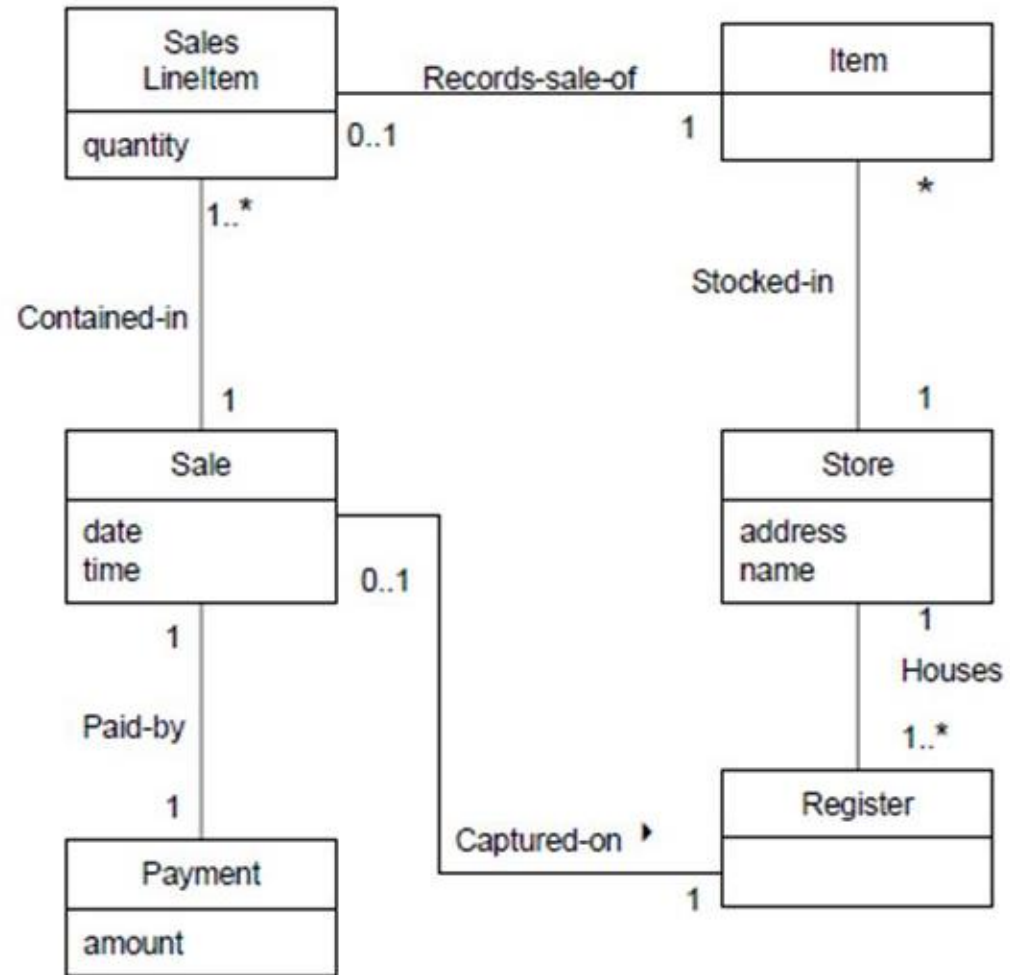 Sales
LineItem
quantity
Records-sale-of
0..1
1
Item
1..*
*
Contained-in
Stocked-in
1
1
Sale
date
time
Store
address
name
0..1
1
1
Houses
Paid-by
1..*
1
Captured-on
Register
1
Payment
amount